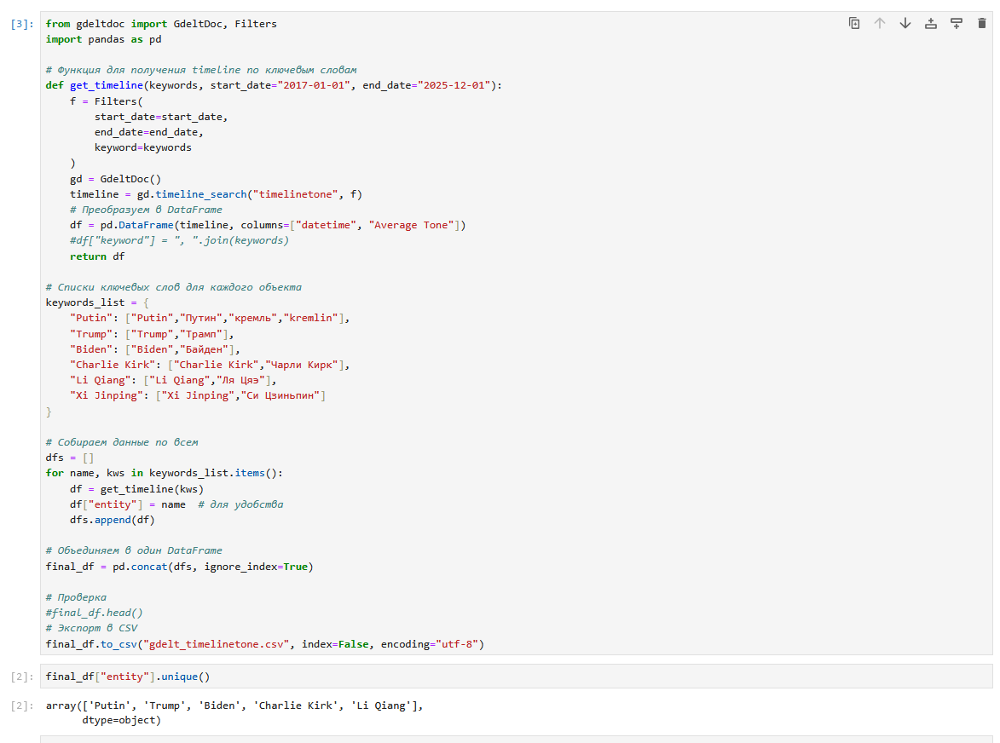 [3]:
from gdeltdoc import GdeltDoc, Filters
import pandas as pd

# Функция для получения timeline по ключевым словам
def get_timeline(keywords, start_date="2017-01-01", end_date="2025-12-01"):
    f = Filters(
        start_date=start_date,
        end_date=end_date,
        keyword=keywords
    )
    gd = GdeltDoc()
    timeline = gd.timeline_search("timelinetone", f)
    # Преобразуем в DataFrame
    df = pd.DataFrame(timeline, columns=["datetime", "Average Tone"])
    #df["keyword"] = ", ".join(keywords)
    return df

# Списки ключевых слов для каждого объекта
keywords_list = {
    "Putin": ["Putin","Путин","кремль","kremlin"],
    "Trump": ["Trump","Трамп"],
    "Biden": ["Biden","Байден"],
    "Charlie Kirk": ["Charlie Kirk","Чарли Кирк"],
    "Li Qiang": ["Li Qiang","Ля Цяэ"],
    "Xi Jinping": ["Xi Jinping","Си Цзиньпин"]
}

# Собираем данные по всем
dfs = []
for name, kws in keywords_list.items():
    df = get_timeline(kws)
    df["entity"] = name  # для удобства
    dfs.append(df)

# Объединяем в один DataFrame
final_df = pd.concat(dfs, ignore_index=True)

# Проверка
#final_df.head()
# Экспорт в CSV
final_df.to_csv("gdelt_timelinetone.csv", index=False, encoding="utf-8")
[2]:
final_df["entity"].unique()
[2]:
array(['Putin', 'Trump', 'Biden', 'Charlie Kirk', 'Li Qiang'],
      dtype=object)